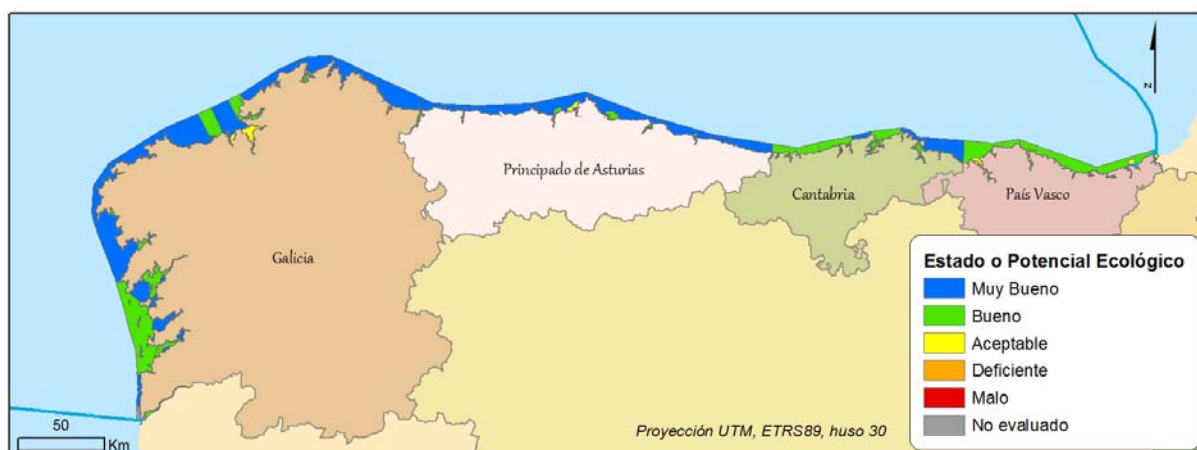 N
Principado de Asturias
Cantabria
País Vasco
Galicia
Estado o Potencial Ecológico
Muy Bueno
Bueno
Aceptable
Deficiente
Malo
No evaluado
50
Km
Proyección UTM, ETRS89, huso 30